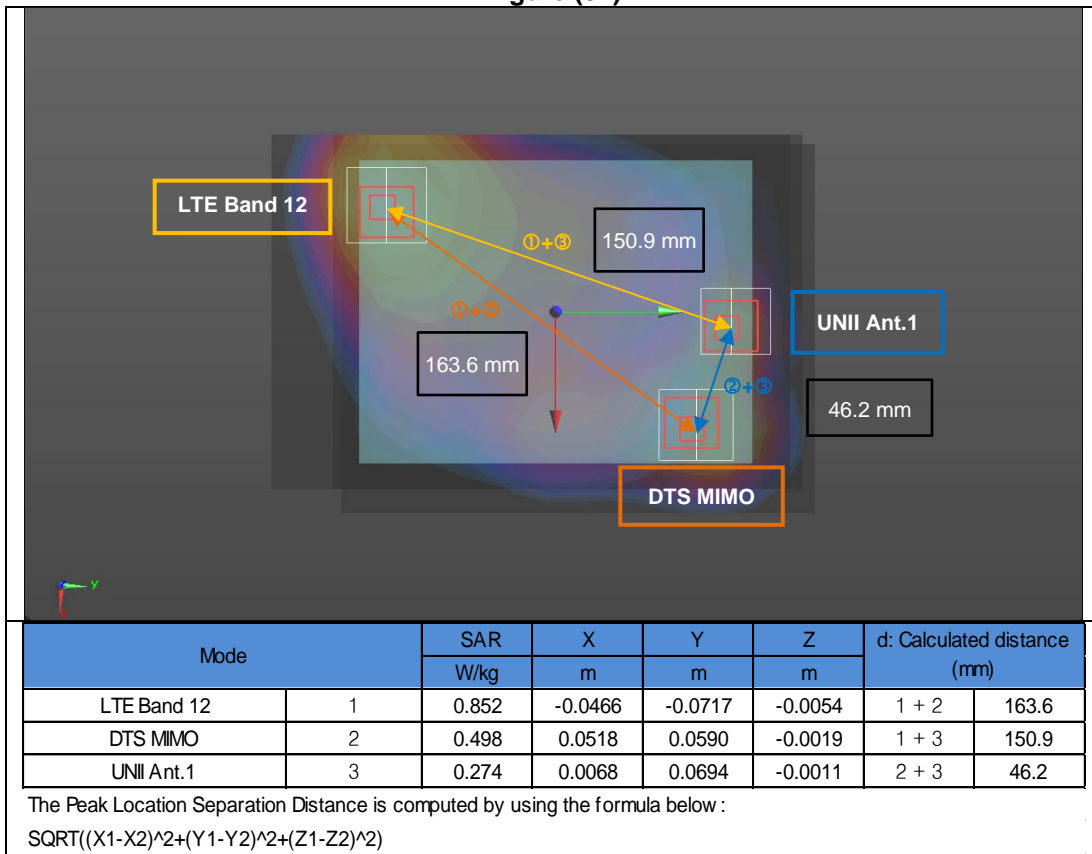 LTE Band 12
①+③
150.9 mm
①+②
163.6 mm
UNII Ant.1
②+③
46.2 mm
DTS MIMO
Z
Y
Mode SAR X Y Z d: Calculated distance (mm)
W/kg m m m
LTE Band 12 1 0.852 -0.0466 -0.0717 -0.0054 1 + 2 163.6
DTS MIMO 2 0.498 0.0518 0.0590 -0.0019 1 + 3 150.9
UNII Ant.1 3 0.274 0.0068 0.0694 -0.0011 2 + 3 46.2
The Peak Location Separation Distance is computed by using the formula below :
SQRT((X1-X2)^2+(Y1-Y2)^2+(Z1-Z2)^2)